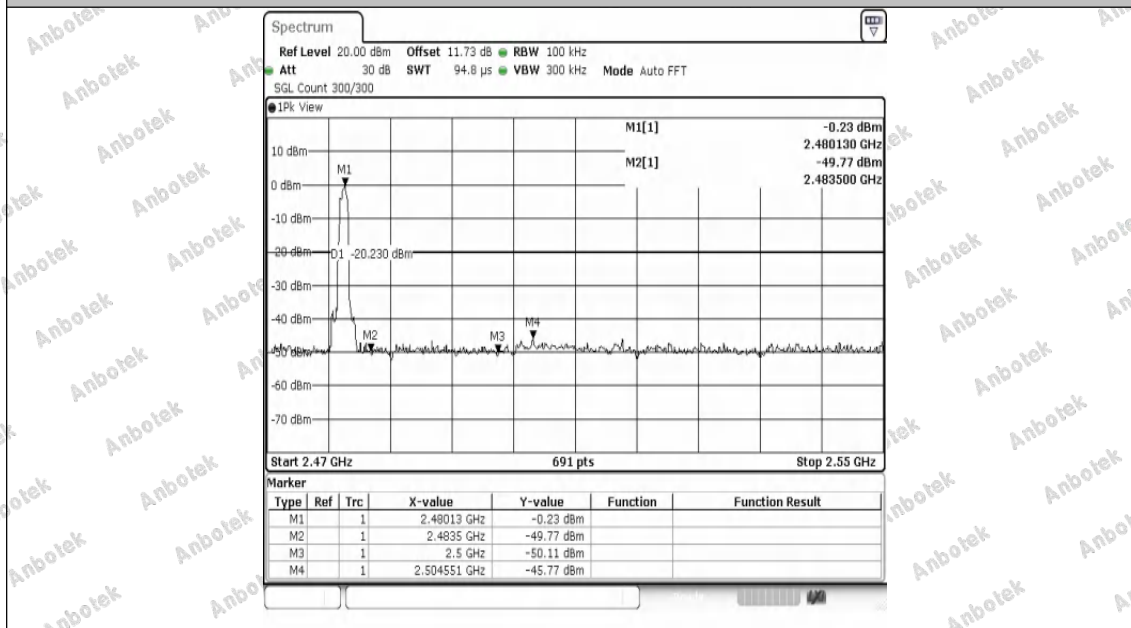 Spectrum
Ref Level 20.00 dBm Offset 11.73 dB RBW 100 kHz
Att 30 dB SWT 94.8 µs VBW 300 kHz Mode Auto FFT
SGL Count 300/300
1Pk View
M1[1] -0.23 dBm
2.480130 GHz
M2[1] -49.77 dBm
2.483500 GHz
10 dBm
M1
0 dBm
-10 dBm
-20 dBm
D1 -20.230 dBm
-30 dBm
-40 dBm
M2 M3 M4
-50 dBm
-60 dBm
-70 dBm
Start 2.47 GHz 691 pts Stop 2.55 GHz
Marker
Type Ref Trc X-value Y-value Function Function Result
M1 1 2.48013 GHz -0.23 dBm
M2 1 2.4835 GHz -49.77 dBm
M3 1 2.5 GHz -50.11 dBm
M4 1 2.504551 GHz -45.77 dBm
Anbotek